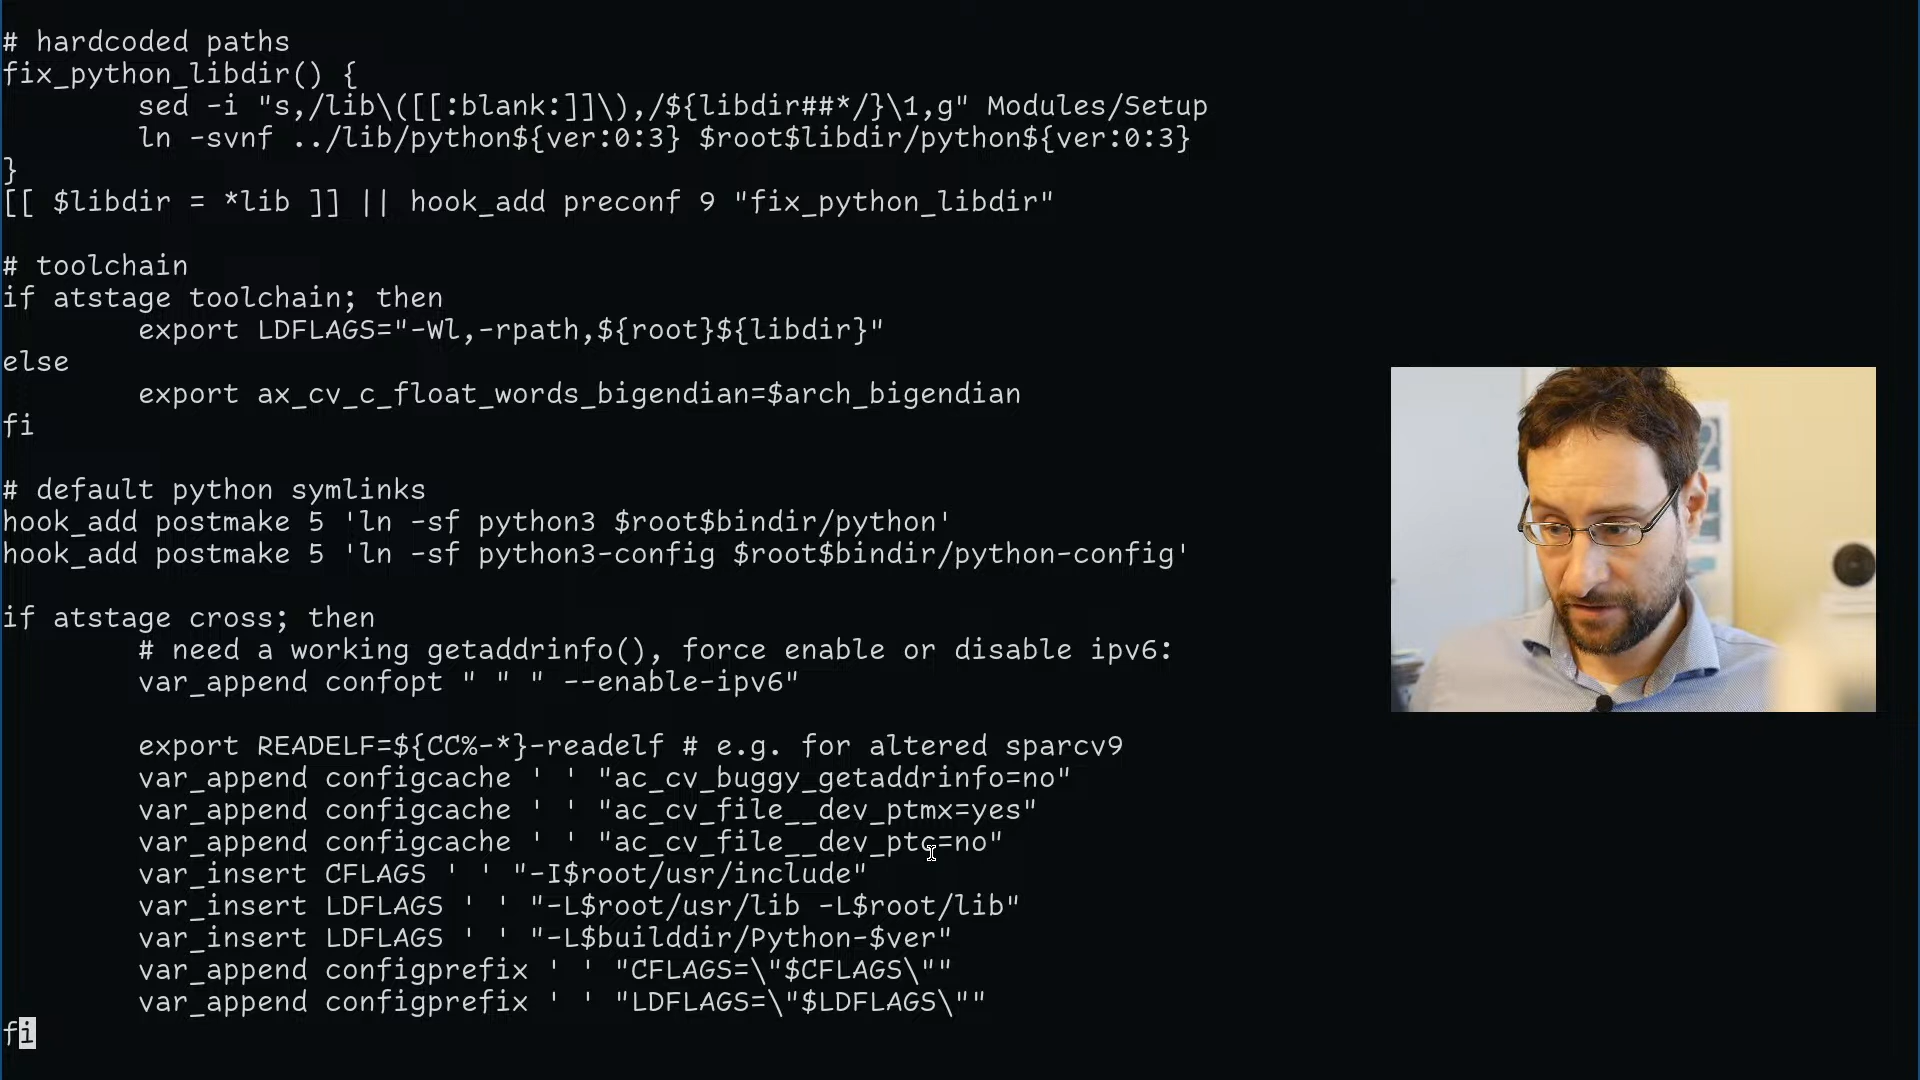 # hardcoded paths
fix_python_libdir() {
        sed -i "s,/lib\([[:blank:]]\),/${libdir##*/}\1,g" Modules/Setup
        ln -svnf ../lib/python${ver:0:3} $root$libdir/python${ver:0:3}
}
[[ $libdir = *lib ]] || hook_add preconf 9 "fix_python_libdir"

# toolchain
if atstage toolchain; then
        export LDFLAGS="-Wl,-rpath,${root}${libdir}"
else
        export ax_cv_c_float_words_bigendian=$arch_bigendian
fi

# default python symlinks
hook_add postmake 5 'ln -sf python3 $root$bindir/python'
hook_add postmake 5 'ln -sf python3-config $root$bindir/python-config'

if atstage cross; then
        # need a working getaddrinfo(), force enable or disable ipv6:
        var_append confopt " " " --enable-ipv6"

        export READELF=${CC%-*}-readelf # e.g. for altered sparcv9
        var_append configcache ' ' "ac_cv_buggy_getaddrinfo=no"
        var_append configcache ' ' "ac_cv_file__dev_ptmx=yes"
        var_append configcache ' ' "ac_cv_file__dev_ptc=no"
        var_insert CFLAGS ' ' "-I$root/usr/include"
        var_insert LDFLAGS ' ' "-L$root/usr/lib -L$root/lib"
        var_insert LDFLAGS ' ' "-L$builddir/Python-$ver"
        var_append configprefix ' ' "CFLAGS=\"$CFLAGS\""
        var_append configprefix ' ' "LDFLAGS=\"$LDFLAGS\""
fi